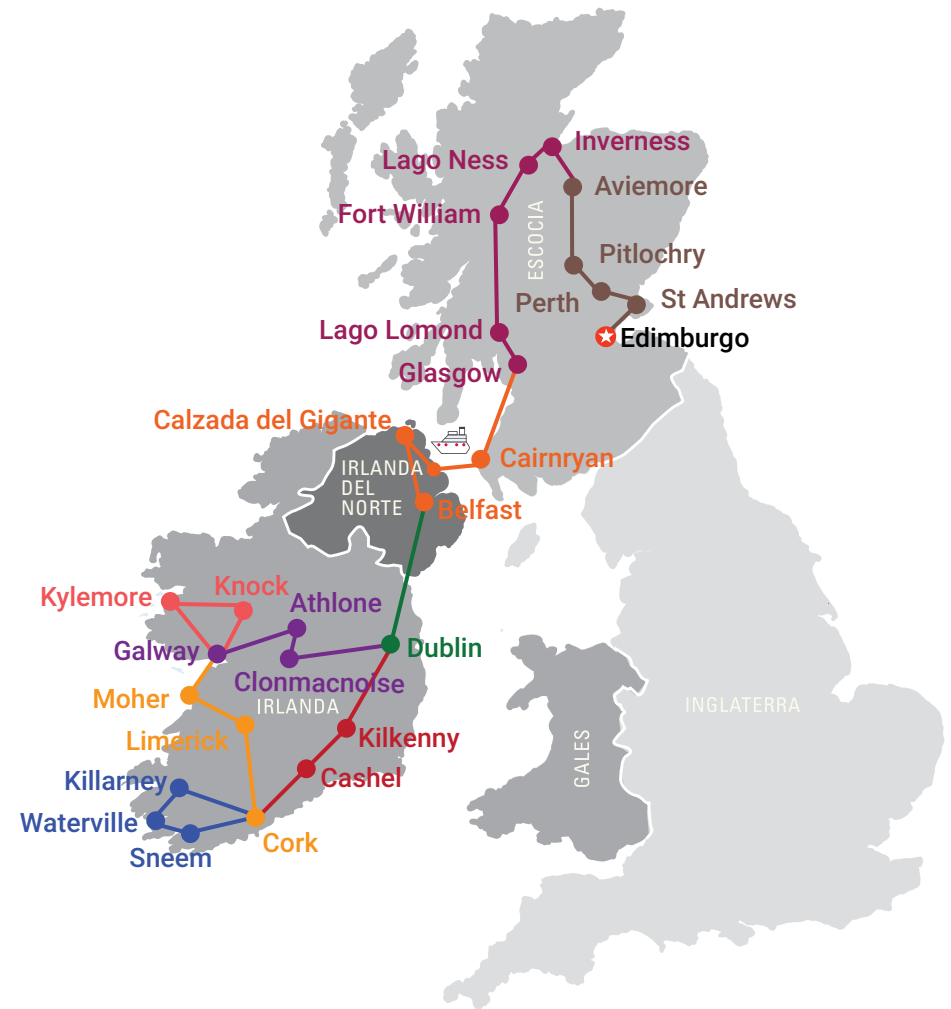 Inverness
Lago Ness
Aviemore
Fort William
ESCOCIA
Pitlochry
Perth
St Andrews
Lago Lomond
Edimburgo
Glasgow
Calzada del Gigante
Cairnryan
IRLANDA
DEL
NORTE
Belfast
Knock
Kylemore
Athlone
Galway
Dublin
Clonmacnoise
Moher
IRLANDA
INGLATERRA
Limerick
Kilkenny
GALES
Killarney
Cashel
Waterville
Cork
Sneem